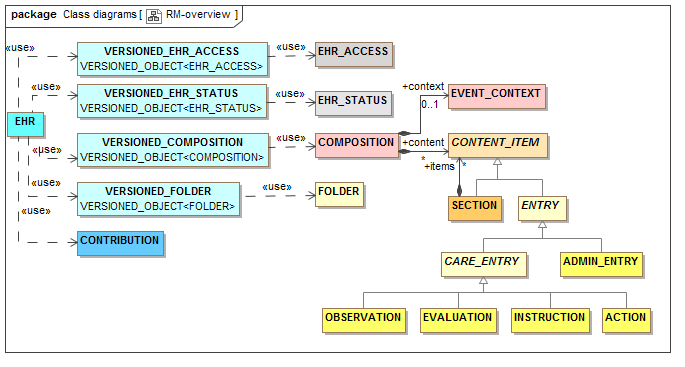 package Class diagrams [ RM-overview ]
«use»
VERSIONED_EHR_ACCESS
VERSIONED_OBJECT<EHR_ACCESS>
«use»
EHR_ACCESS
«use»
VERSIONED_EHR_STATUS
VERSIONED_OBJECT<EHR_STATUS>
«use»
EHR_STATUS
+context
0..1
EVENT_CONTEXT
EHR
«use»
VERSIONED_COMPOSITION
VERSIONED_OBJECT<COMPOSITION>
«use»
COMPOSITION
+content
*
CONTENT_ITEM
+items
*
«use»
VERSIONED_FOLDER
VERSIONED_OBJECT<FOLDER>
«use»
FOLDER
SECTION
ENTRY
«use»
CONTRIBUTION
CARE_ENTRY
ADMIN_ENTRY
OBSERVATION
EVALUATION
INSTRUCTION
ACTION